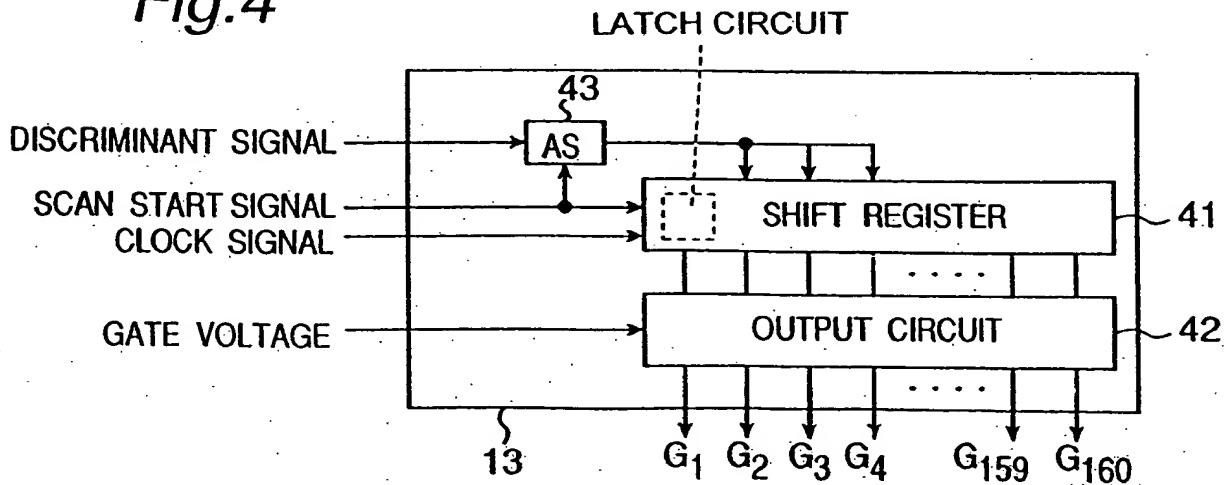 Fig.4
LATCH CIRCUIT
43
DISCRIMINANT SIGNAL
AS
SCAN START SIGNAL
SHIFT REGISTER
41
CLOCK SIGNAL
. . . .
GATE VOLTAGE
OUTPUT CIRCUIT
42
. . . .
13
G1 G2 G3 G4 G159 G160